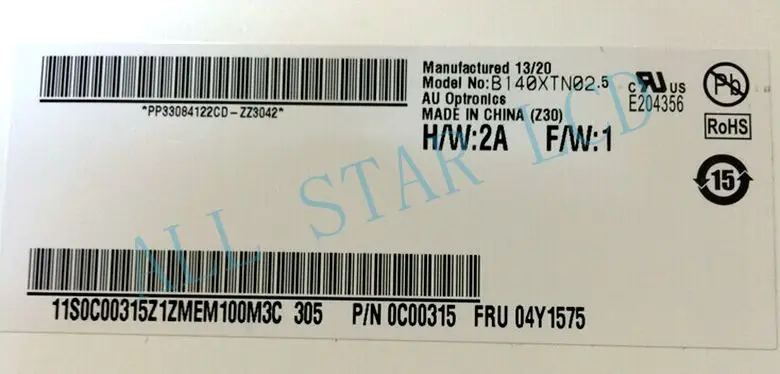 Manufactured 13/20
Model No:B140XTN02.5
AU Optronics
MADE IN CHINA (Z30)
H/W:2A F/W:1
*PP33084122CD-ZZ3042*
c RU US
E204356
Pb
RoHS
15
ALL STAR LCD
11S0C00315Z1ZMEM100M3C 305 P/N 0C00315 FRU 04Y1575